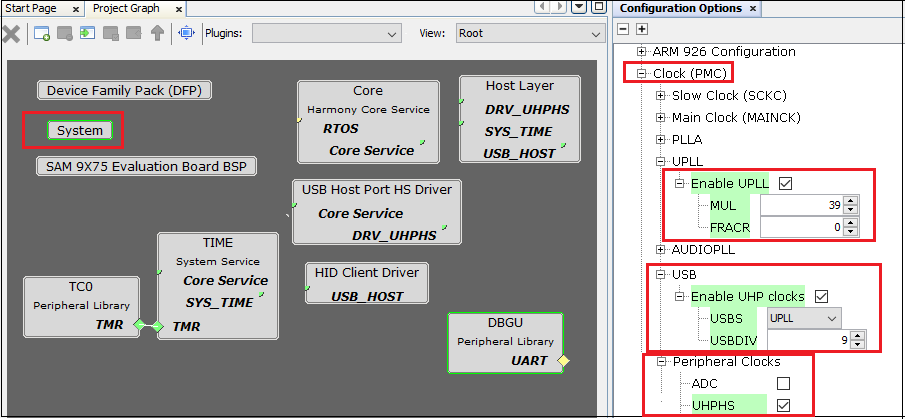 Start Page ×
Project Graph ×
Plugins:
View: Root
Device Family Pack (DFP)
System
SAM 9X75 Evaluation Board BSP
Core
Harmony Core Service
RTOS
Core Service
Host Layer
DRV_UHPHS
SYS_TIME
USB_HOST
USB Host Port HS Driver
Core Service
DRV_UHPHS
TIME
System Service
Core Service
SYS_TIME
TMR
TC0
Peripheral Library
TMR
HID Client Driver
USB_HOST
DBGU
Peripheral Library
UART
Configuration Options ×
ARM 926 Configuration
Clock (PMC)
Slow Clock (SCKC)
Main Clock (MAINCK)
PLLA
UPLL
Enable UPLL
MUL 39
FRACR 0
AUDIOPLL
USB
Enable UHP clocks
USBS UPLL
USBDIV 9
Peripheral Clocks
ADC
UHPHS